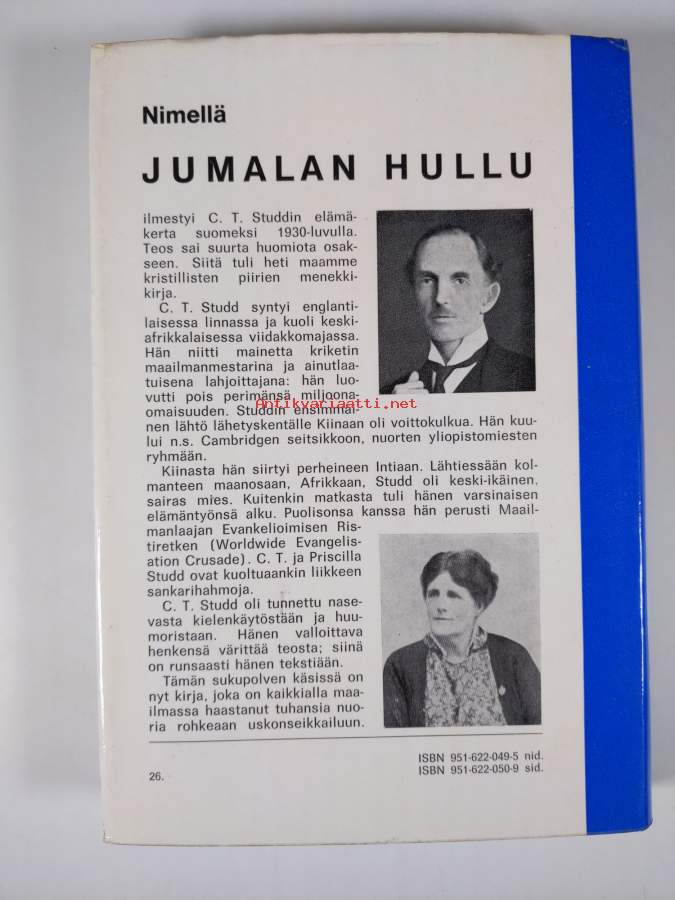 Nimellä
JUMALAN HULLU
ilmestyi C. T. Studdin elämä-
kerta suomeksi 1930-luvulla.
Teos sai suurta huomiota osak-
seen. Siitä tuli heti maamme
kristillisten piirien menekki-
kirja.
C. T. Studd syntyi englanti-
laisessa linnassa ja kuoli keski-
afrikkalaisessa viidakkomajassa.
Hän niitti mainetta kriketin
maailmanmestarina ja ainutlaa-
tuisena lahjoittajana: hän luo-
vutti pois perimänsä miljoona-
omaisuuden. Studdin ensimmäi-
Antikvariaatti.net
nen lähtö lähetyskentälle Kiinaan oli voittokulkua. Hän kuu-
lui n.s. Cambridgen seitsikkoon, nuorten yliopistomiesten
ryhmään.
Kiinasta hän siirtyi perheineen Intiaan. Lähtiessään kol-
manteen maanosaan, Afrikkaan, Studd oli keski-ikäinen,
sairas mies. Kuitenkin matkasta tuli hänen varsinaisen
elämäntyönsä alku. Puolisonsa kanssa hän perusti Maail-
manlaajan Evankelioimisen Ris-
tiretken (Worldwide Evangelis-
ation Crusade). C. T. ja Priscilla
Studd ovat kuoltuaankin liikkeen
sankarihahmoja.
C. T. Studd oli tunnettu nase-
vasta kielenkäytöstään ja huu-
moristaan. Hänen valloittava
henkensä värittää teosta; siinä
on runsaasti hänen tekstiään.
Tämän sukupolven käsissä on
nyt kirja, joka on kaikkialla maa-
ilmassa haastanut tuhansia nuo-
ria rohkeaan uskonseikkailuun.
ISBN 951-622-049-5 nid.
ISBN 951-622-050-9 sid.
26.